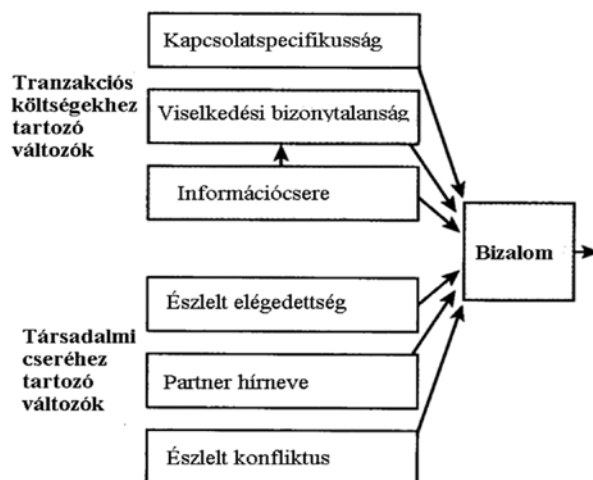 Kapcsolatspecifikusság
Tranzakciós
költségekhez
tartozó
változók
Viselkedési bizonytalanság
Információcsere
Bizalom
Észlelt elégedettség
Társadalmi
cseréhez
tartozó
változók
Partner hírneve
Észlelt konfliktus